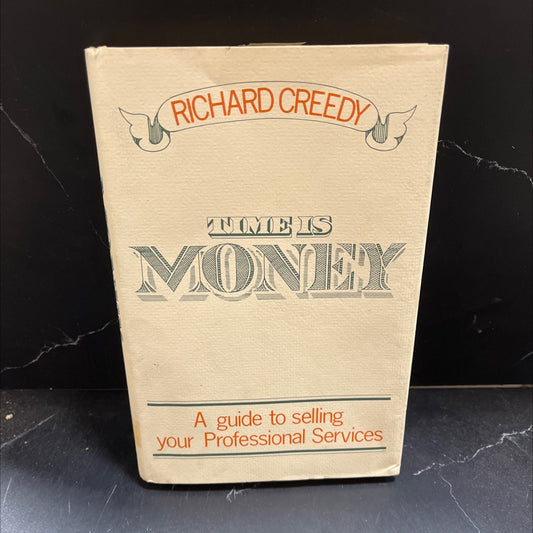 RICHARD CREEDY
TIME IS
MONEY
A guide to selling
your Professional Services